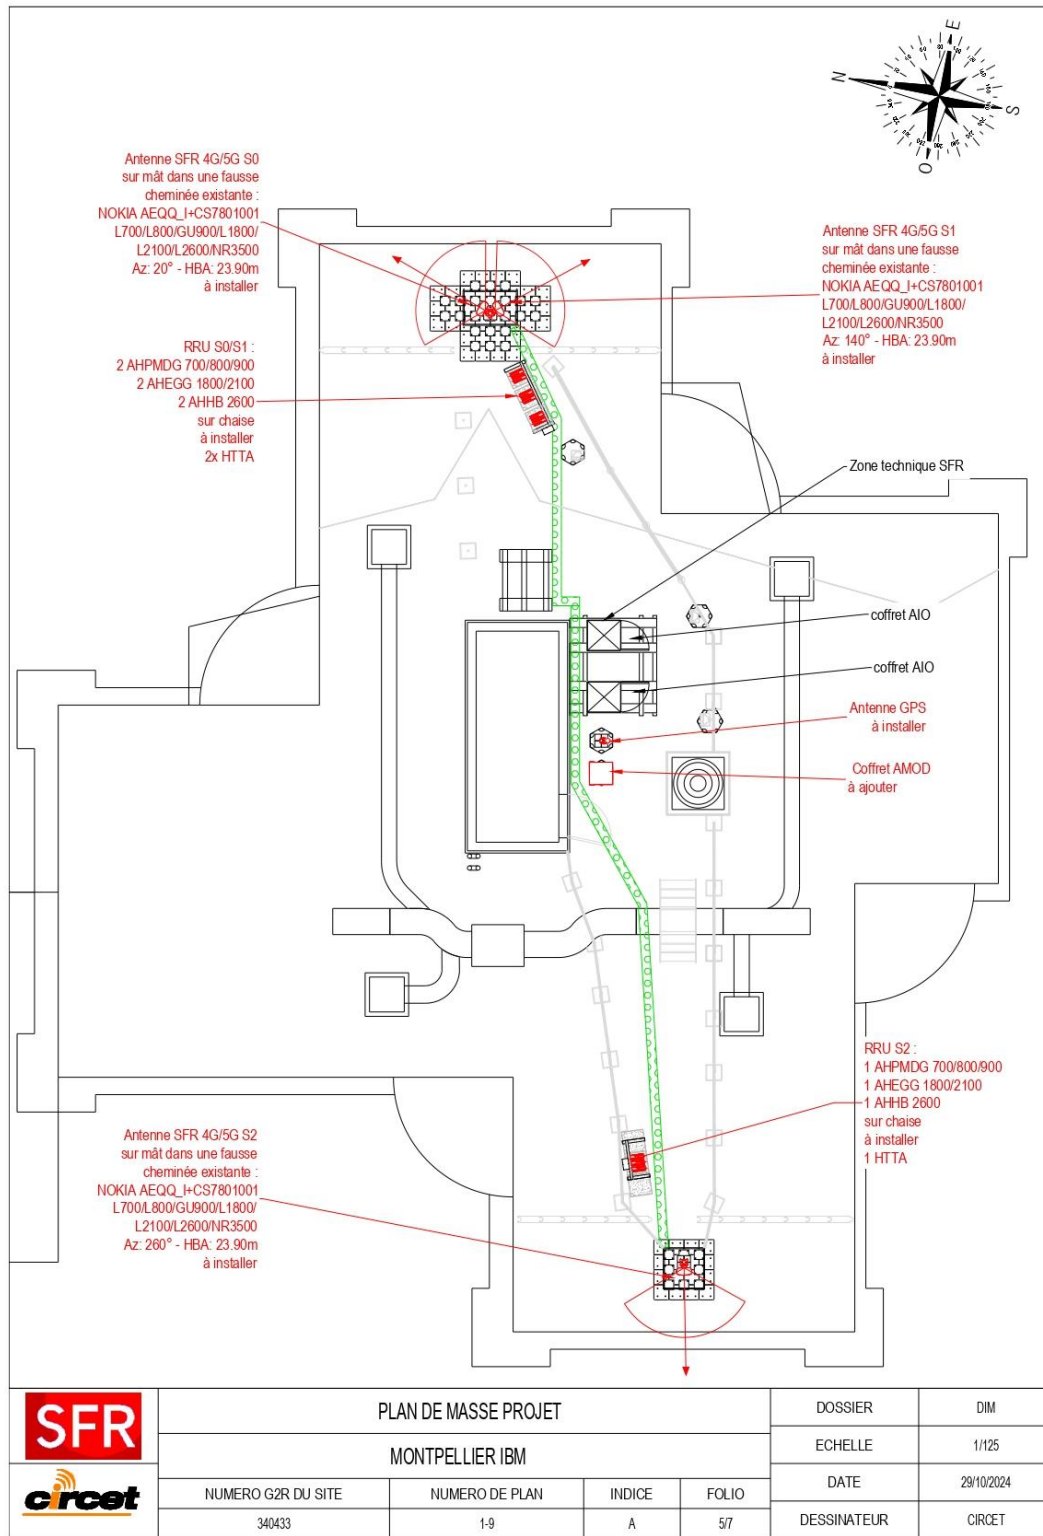 E
N
S
O
Antenne SFR 4G/5G S0
sur mât dans une fausse
cheminée existante :
NOKIA AEQQ_I+CS7801001
L700/L800/GU900/L1800/
L2100/L2600/NR3500
Az: 20° - HBA: 23.90m
à installer
Antenne SFR 4G/5G S1
sur mât dans une fausse
cheminée existante :
NOKIA AEQQ_I+CS7801001
L700/L800/GU900/L1800/
L2100/L2600/NR3500
Az: 140° - HBA: 23.90m
à installer
RRU S0/S1 :
2 AHPMDG 700/800/900
2 AHEGG 1800/2100
2 AHHB 2600
sur chaise
à installer
2x HTTA
Zone technique SFR
coffret AIO
coffret AIO
Antenne GPS
à installer
Coffret AMOD
à ajouter
RRU S2 :
1 AHPMDG 700/800/900
1 AHEGG 1800/2100
1 AHHB 2600
sur chaise
à installer
1 HTTA
Antenne SFR 4G/5G S2
sur mât dans une fausse
cheminée existante :
NOKIA AEQQ_I+CS7801001
L700/L800/GU900/L1800/
L2100/L2600/NR3500
Az: 260° - HBA: 23.90m
à installer
SFR
circet
PLAN DE MASSE PROJET
MONTPELLIER IBM
NUMERO G2R DU SITE NUMERO DE PLAN INDICE FOLIO
340433 1-9 A 5/7
DOSSIER DIM
ECHELLE 1/125
DATE 29/10/2024
DESSINATEUR CIRCET